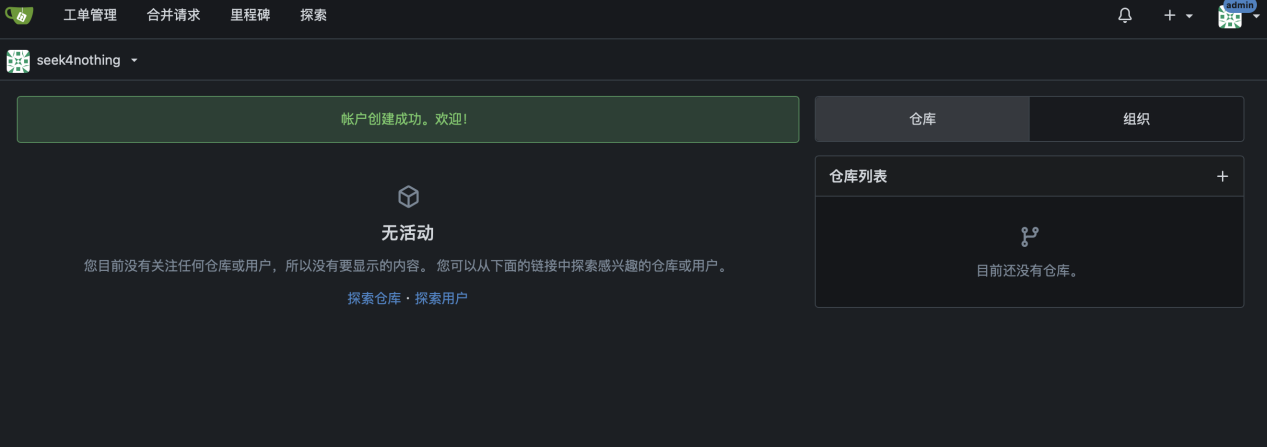 工单管理 合并请求 里程碑 探索
admin
seek4nothing
帐户创建成功。欢迎!
仓库 组织
仓库列表
无活动
您目前没有关注任何仓库或用户，所以没有要显示的内容。 您可以从下面的链接中探索感兴趣的仓库或用户。
探索仓库 · 探索用户
目前还没有仓库。